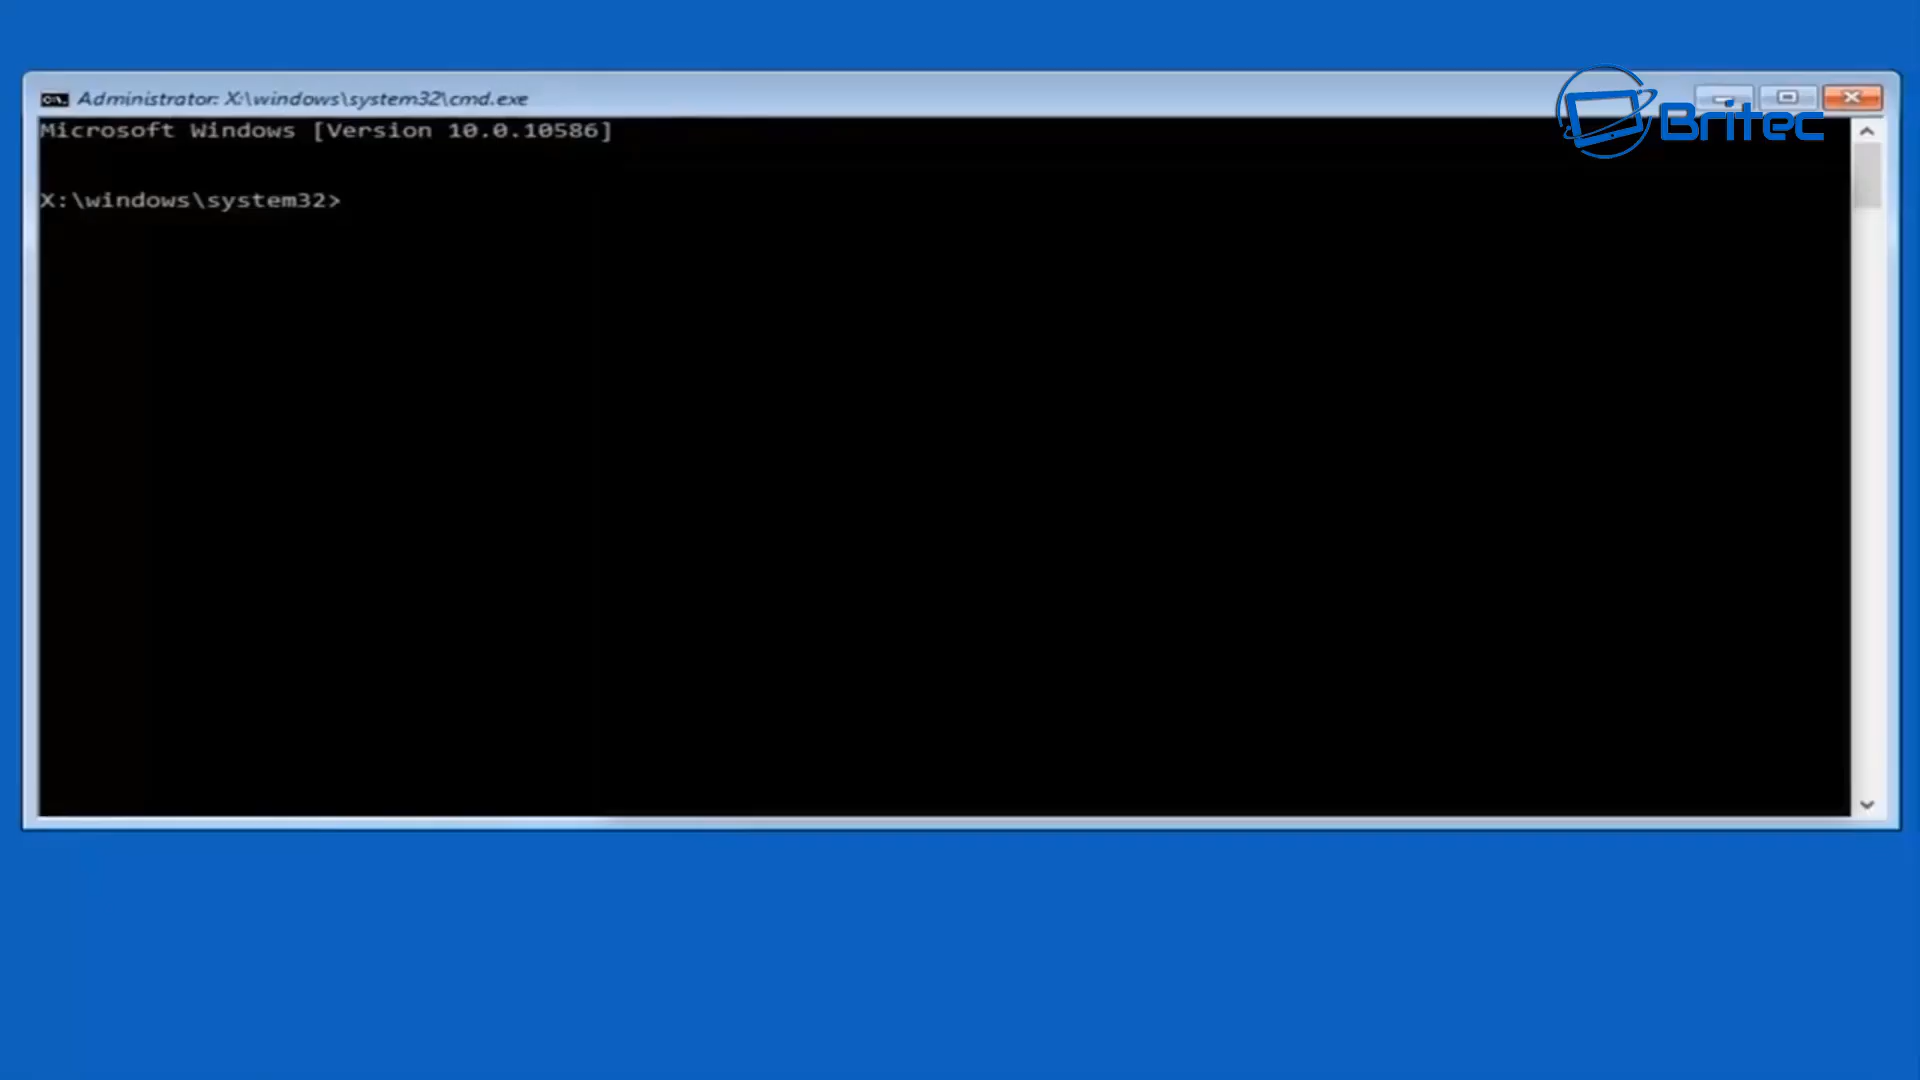 Administrator: X:\windows\system32\cmd.exe
Britec
Microsoft Windows [Version 10.0.10586]
X:\windows\system32>